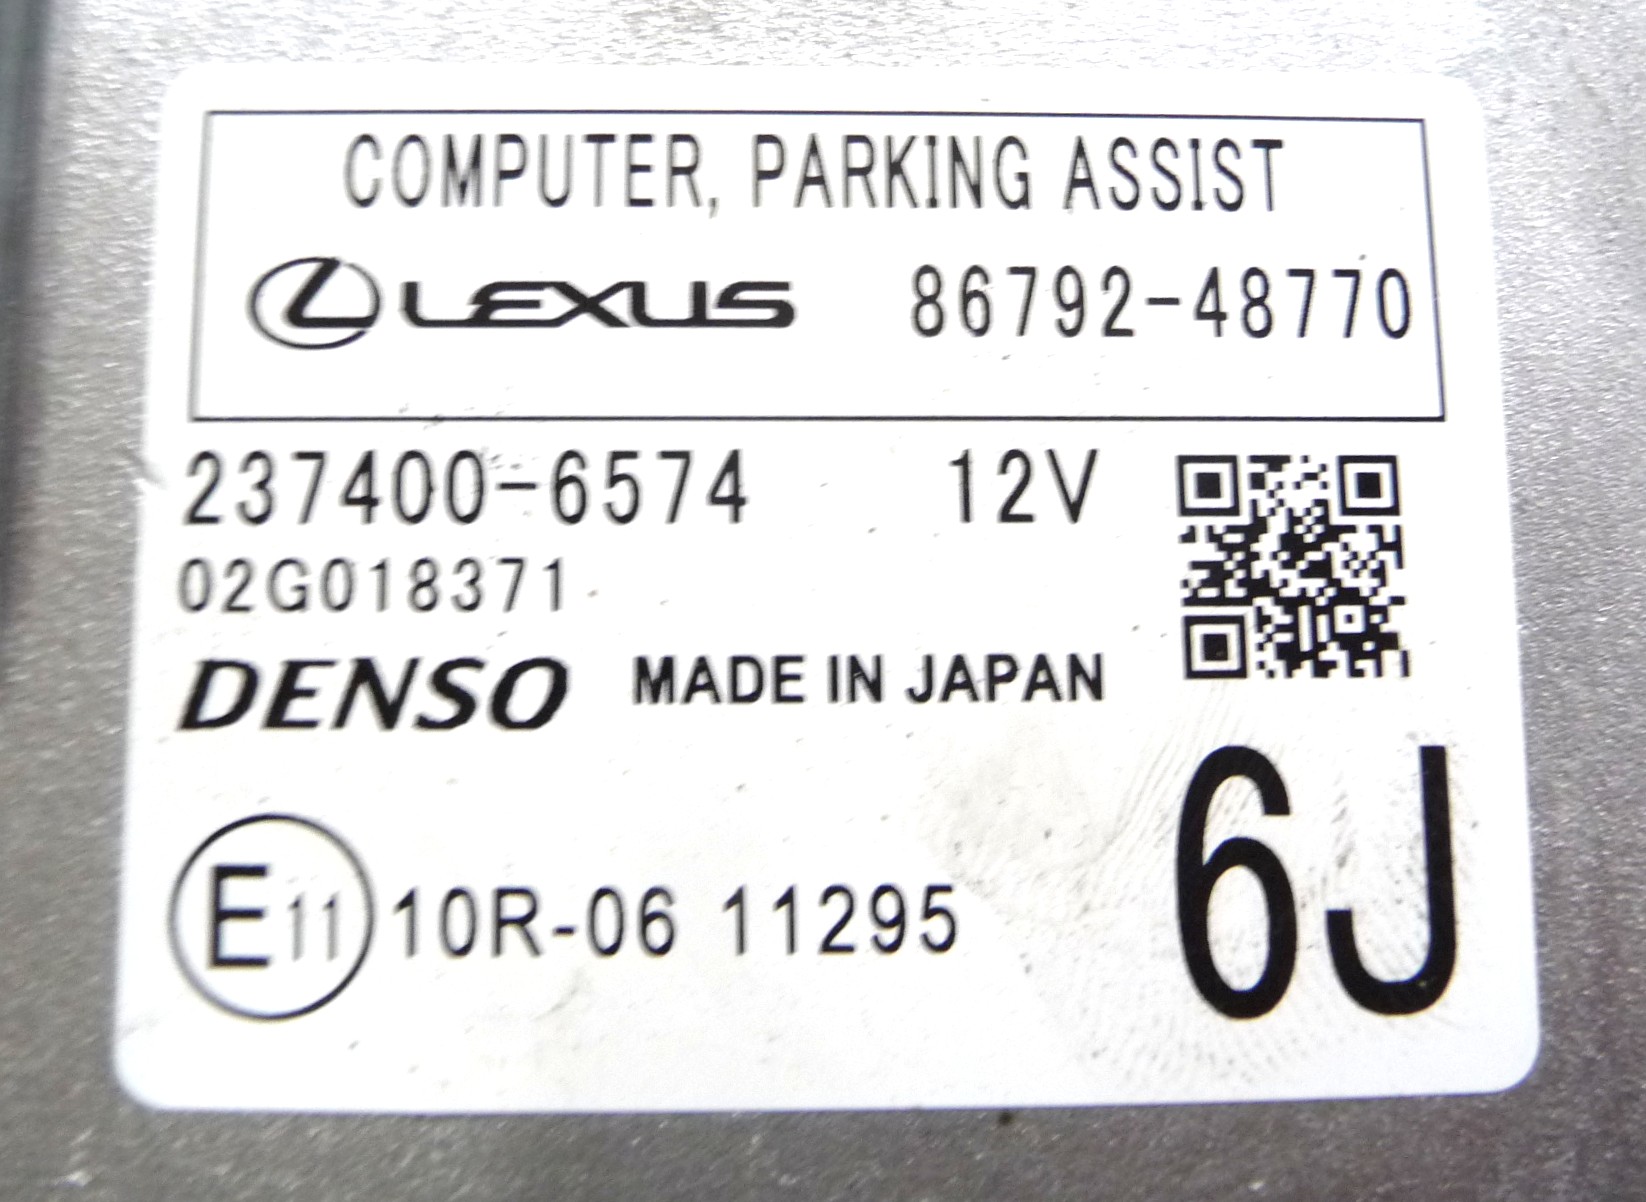 COMPUTER, PARKING ASSIST
LEXUS 86792-48770
237400-6574 12V
02G018371
DENSO MADE IN JAPAN
6J
E11 10R-06 11295